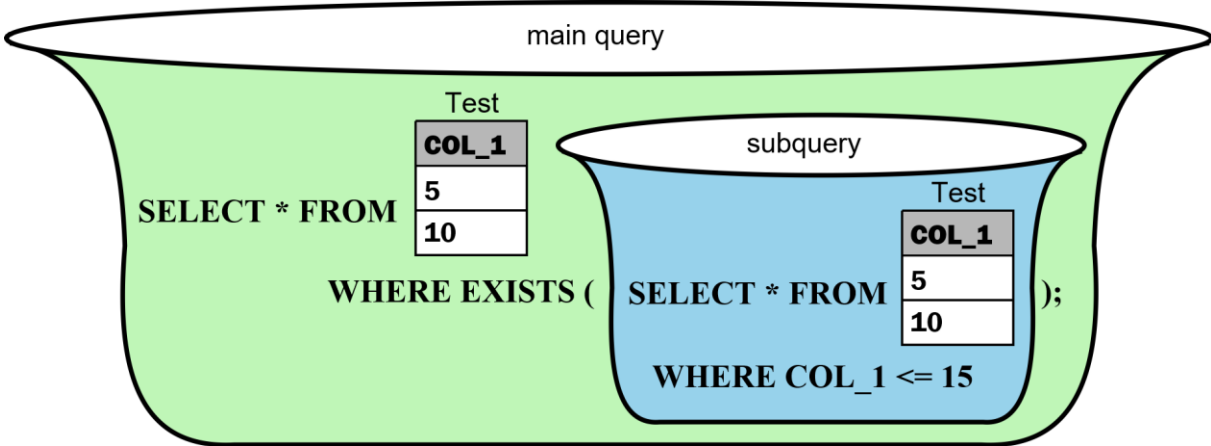 main query
Test
COL_1
5
10
SELECT * FROM
WHERE EXISTS (
subquery
Test
COL_1
5
10
SELECT * FROM
WHERE COL_1 <= 15
);